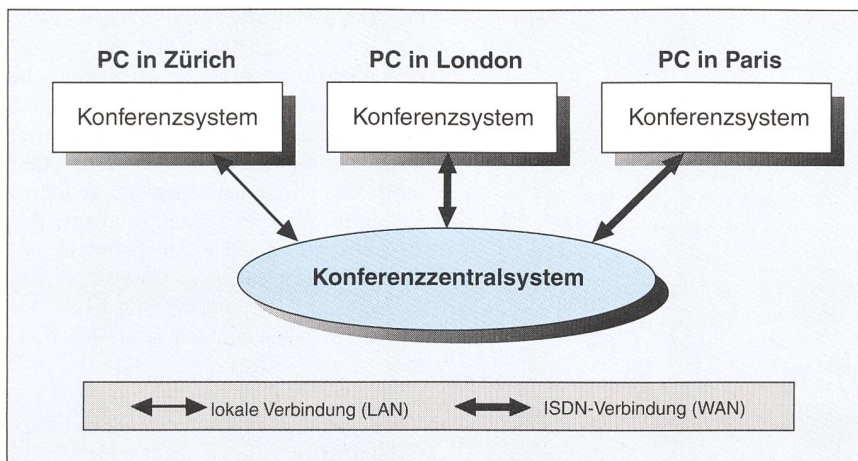 PC in Zürich
PC in London
PC in Paris
Konferenzsystem
Konferenzsystem
Konferenzsystem
Konferenzzentralsystem
lokale Verbindung (LAN)
ISDN-Verbindung (WAN)